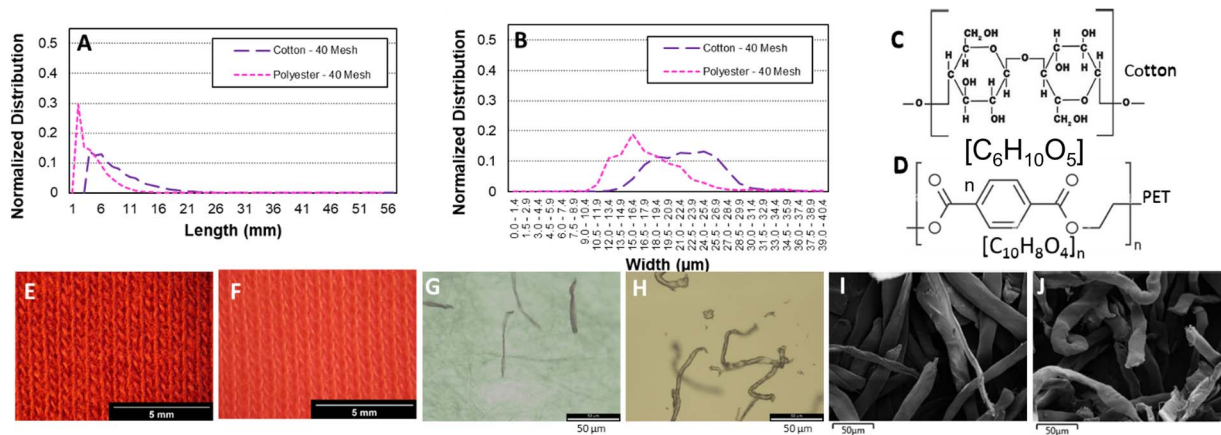 A
Cotton - 40 Mesh
Polyester - 40 Mesh
Normalized Distribution
0.5
0.4
0.3
0.2
0.1
0
1 6 11 16 21 26 31 36 41 46 51 56
Length (mm)
B
Cotton - 40 Mesh
Polyester - 40 Mesh
Normalized Distribution
0.5
0.4
0.3
0.2
0.1
0
0.0 - 1.4
1.5 - 2.9
3.0 - 4.4
4.5 - 5.9
6.0 - 7.4
7.5 - 8.9
9.0 - 10.4
10.5 - 11.9
12.0 - 13.4
13.5 - 14.9
15.0 - 16.4
16.5 - 17.9
18.0 - 19.4
19.5 - 20.9
21.0 - 22.4
22.5 - 23.9
24.0 - 25.4
25.5 - 26.9
27.0 - 28.4
28.5 - 29.9
30.0 - 31.4
31.5 - 32.9
33.0 - 34.4
34.5 - 35.9
36.0 - 37.4
37.5 - 38.9
39.0 - 40.4
Width (µm)
C
CH₂OH
O
H
OH
H
OH
Cotton
CH₂OH
[C₆H₁₀O₅]
D
O
n
O
PET
O
O
n
[C₁₀H₈O₄]n
E
5 mm
F
5 mm
G
50 µm
50 µm
H
50 µm
50 µm
I
50µm
J
50µm